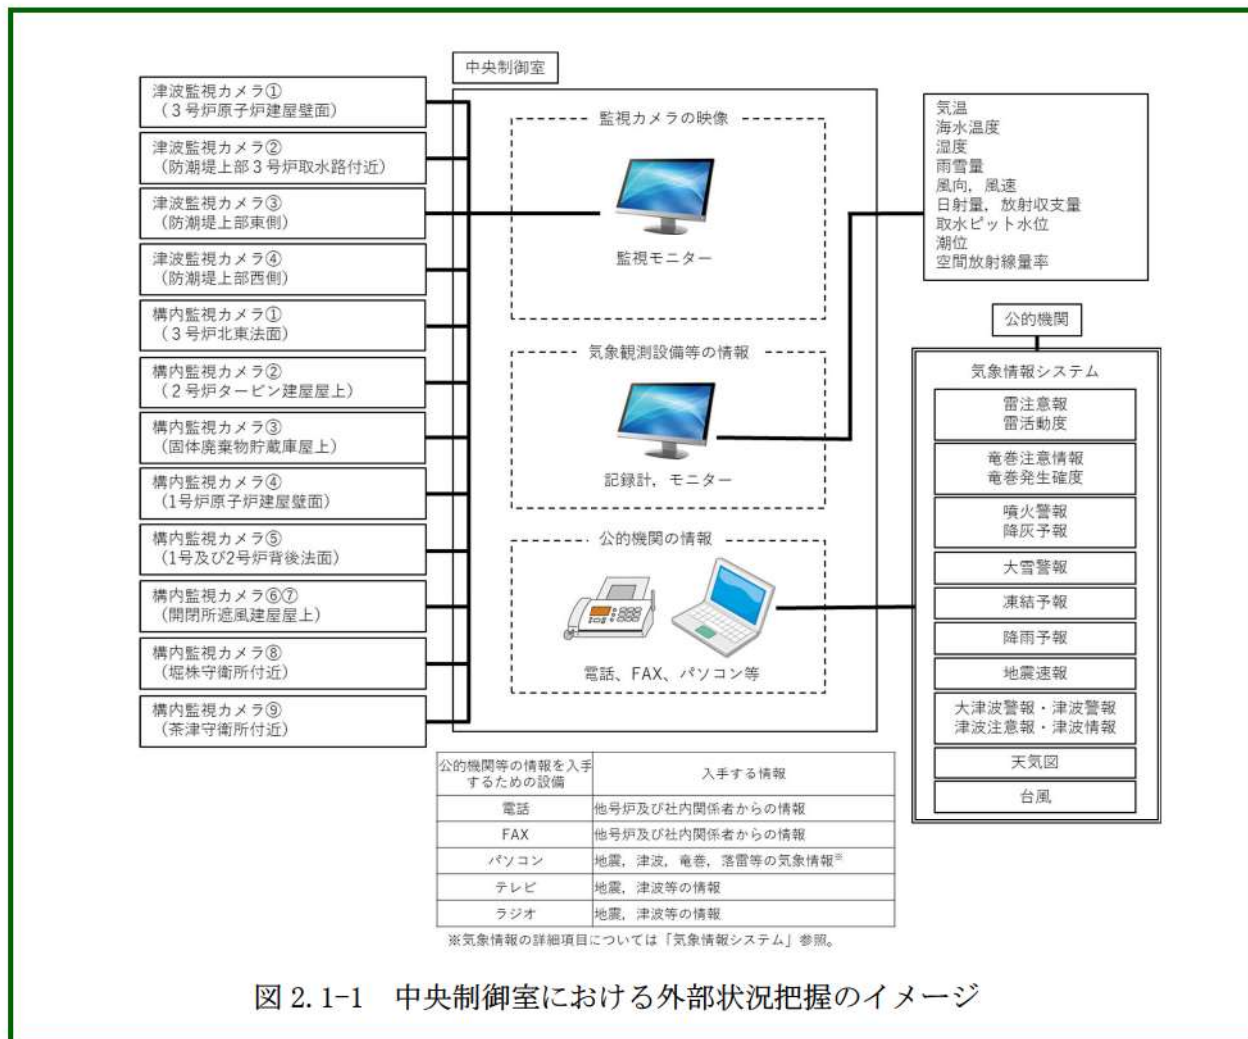 中央制御室
津波監視カメラ①
（３号炉原子炉建屋壁面）
津波監視カメラ②
（防潮堤上部３号炉取水路付近）
津波監視カメラ③
（防潮堤上部東側）
津波監視カメラ④
（防潮堤上部西側）
構内監視カメラ①
（３号炉北東法面）
構内監視カメラ②
（２号炉タービン建屋屋上）
構内監視カメラ③
（固体廃棄物貯蔵庫屋上）
構内監視カメラ④
（1号炉原子炉建屋壁面）
構内監視カメラ⑤
（1号及び2号炉背後法面）
構内監視カメラ⑥⑦
（開閉所遮風建屋屋上）
構内監視カメラ⑧
（堀株守衛所付近）
構内監視カメラ⑨
（茶津守衛所付近）
監視カメラの映像
監視モニター
気象観測設備等の情報
記録計，モニター
公的機関の情報
電話、FAX、パソコン等
気温
海水温度
湿度
雨雪量
風向，風速
日射量，放射収支量
取水ピット水位
潮位
空間放射線量率
公的機関
気象情報システム
雷注意報
雷活動度
竜巻注意情報
竜巻発生確度
噴火警報
降灰予報
大雪警報
凍結予報
降雨予報
地震速報
大津波警報・津波警報
津波注意報・津波情報
天気図
台風
公的機関等の情報を入手
するための設備
入手する情報
電話
他号炉及び社内関係者からの情報
FAX
他号炉及び社内関係者からの情報
パソコン
地震，津波，竜巻，落雷等の気象情報※
テレビ
地震，津波等の情報
ラジオ
地震，津波等の情報
※気象情報の詳細項目については「気象情報システム」参照。
図 2.1-1　中央制御室における外部状況把握のイメージ